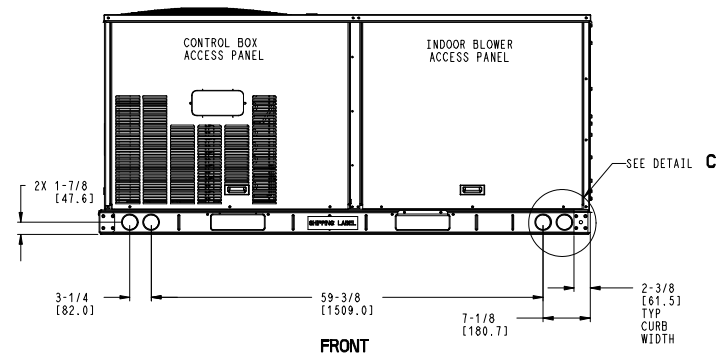 CONTROL BOX
ACCESS PANEL
INDOOR BLOWER
ACCESS PANEL
SEE DETAIL C
2X 1-7/8
[47.6]
SHIPPING LABEL
3-1/4
[82.0]
59-3/8
[1509.0]
7-1/8
[180.7]
2-3/8
[61.5]
TYP
CURB
WIDTH
FRONT